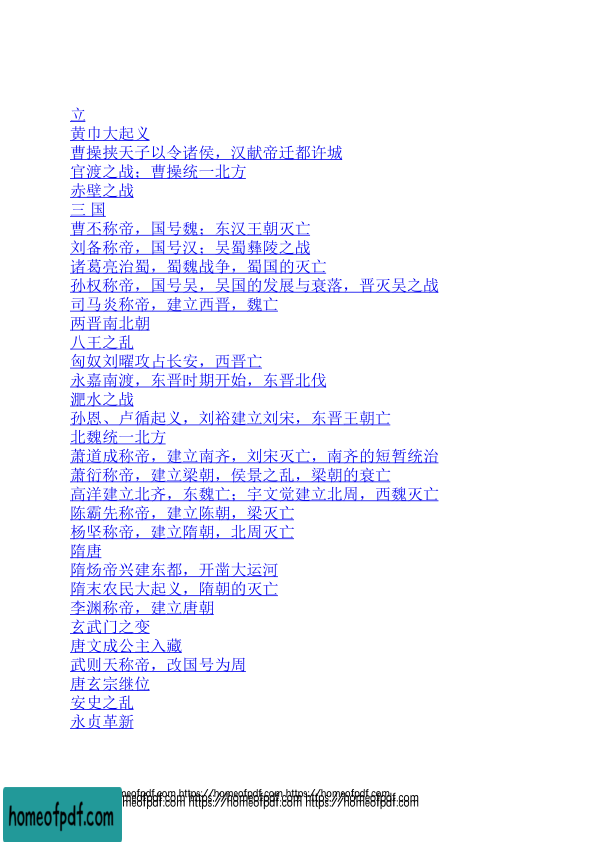 立
黄巾大起义
曹操挟天子以令诸侯，汉献帝迁都许城
官渡之战；曹操统一北方
赤壁之战
三 国
曹丕称帝，国号魏；东汉王朝灭亡
刘备称帝，国号汉；吴蜀彝陵之战
诸葛亮治蜀，蜀魏战争，蜀国的灭亡
孙权称帝，国号吴，吴国的发展与衰落，晋灭吴之战
司马炎称帝，建立西晋，魏亡
两晋南北朝
八王之乱
匈奴刘曜攻占长安，西晋亡
永嘉南渡，东晋时期开始，东晋北伐
淝水之战
孙恩、卢循起义，刘裕建立刘宋，东晋王朝亡
北魏统一北方
萧道成称帝，建立南齐，刘宋灭亡，南齐的短暂统治
萧衍称帝，建立梁朝，侯景之乱，梁朝的衰亡
高洋建立北齐，东魏亡；宇文觉建立北周，西魏灭亡
陈霸先称帝，建立陈朝，梁灭亡
杨坚称帝，建立隋朝，北周灭亡
隋唐
隋炀帝兴建东都，开凿大运河
隋末农民大起义，隋朝的灭亡
李渊称帝，建立唐朝
玄武门之变
唐文成公主入藏
武则天称帝，改国号为周
唐玄宗继位
安史之乱
永贞革新
homeofpdf.com https://homeofpdf.com https://homeofpdf.com
homeofpdf.com https://homeofpdf.com https://homeofpdf.com
homeofpdf.com